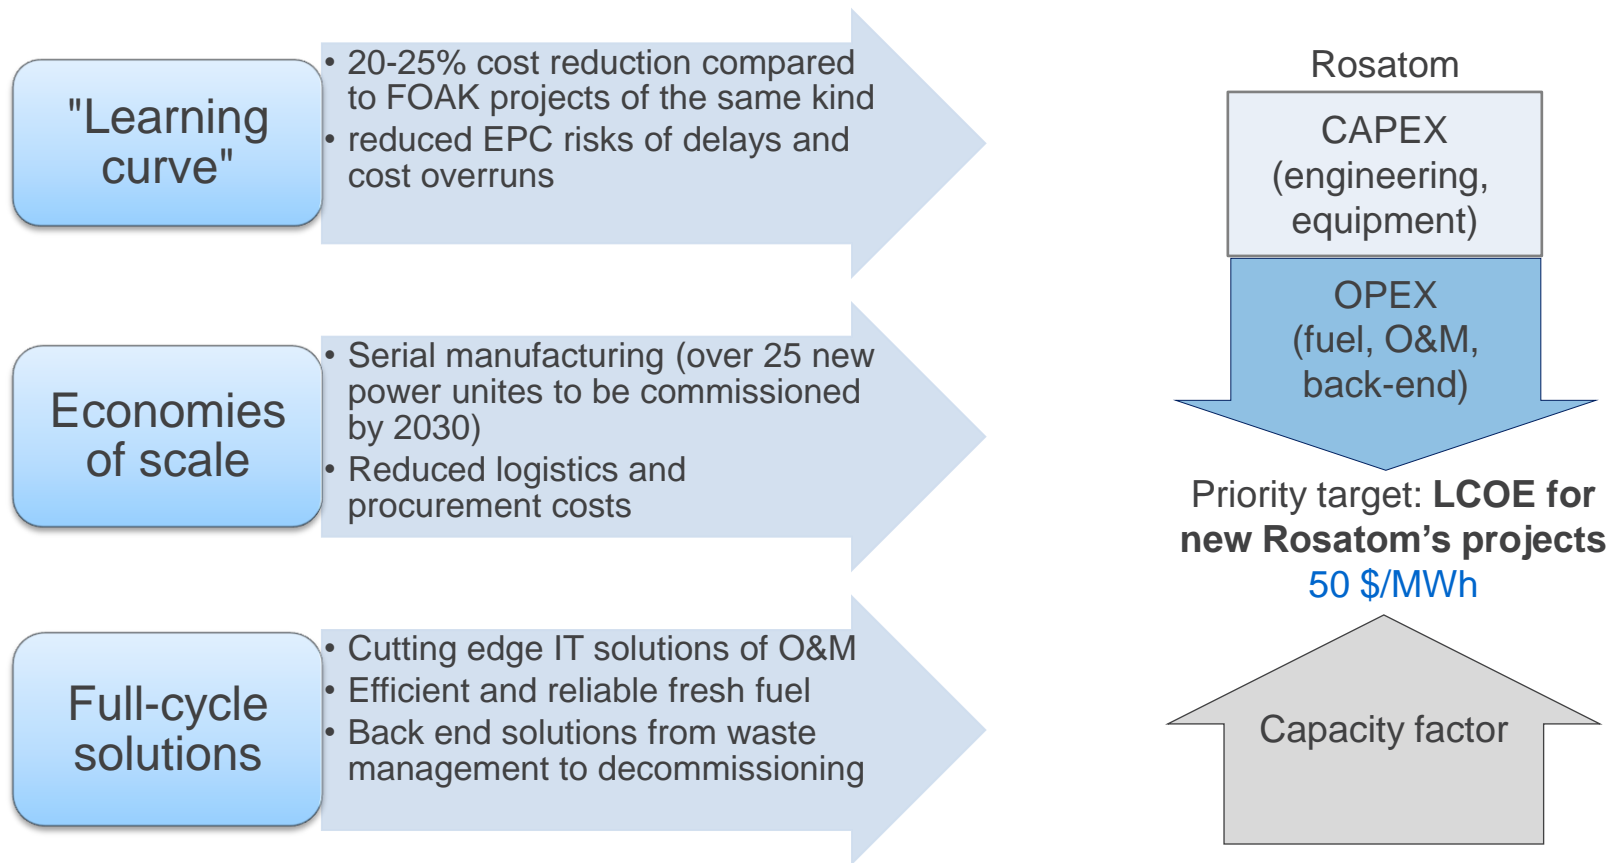 "Learning
curve"
• 20-25% cost reduction compared
to FOAK projects of the same kind
• reduced EPC risks of delays and
cost overruns
Economies
of scale
• Serial manufacturing (over 25 new
power unites to be commissioned
by 2030)
• Reduced logistics and
procurement costs
Full-cycle
solutions
• Cutting edge IT solutions of O&M
• Efficient and reliable fresh fuel
• Back end solutions from waste
management to decommissioning
Rosatom
CAPEX
(engineering,
equipment)
OPEX
(fuel, O&M,
back-end)
Priority target: LCOE for
new Rosatom’s projects
50 $/MWh
Capacity factor